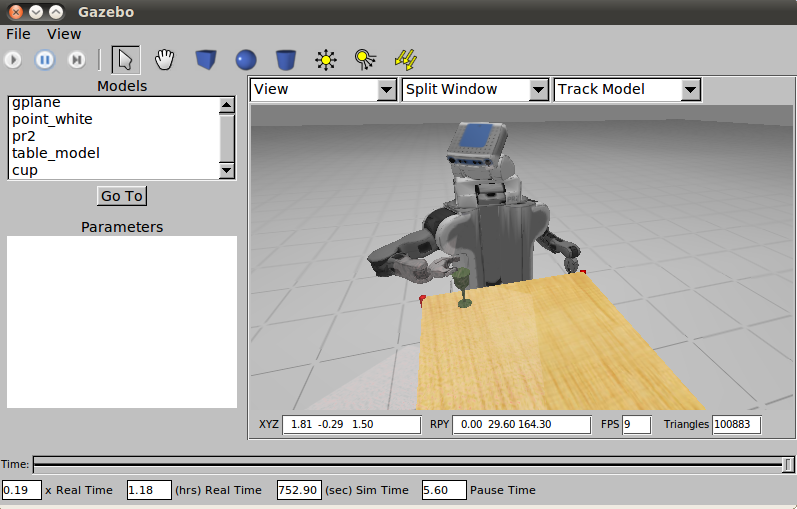 Gazebo
File View
Models
gplane
point_white
pr2
table_model
cup
Go To
Parameters
View Split Window Track Model
XYZ 1.81 -0.29 1.50 RPY 0.00 29.60 164.30 FPS 9 Triangles 100883
Time:
0.19 x Real Time 1.18 (hrs) Real Time 752.90 (sec) Sim Time 5.60 Pause Time